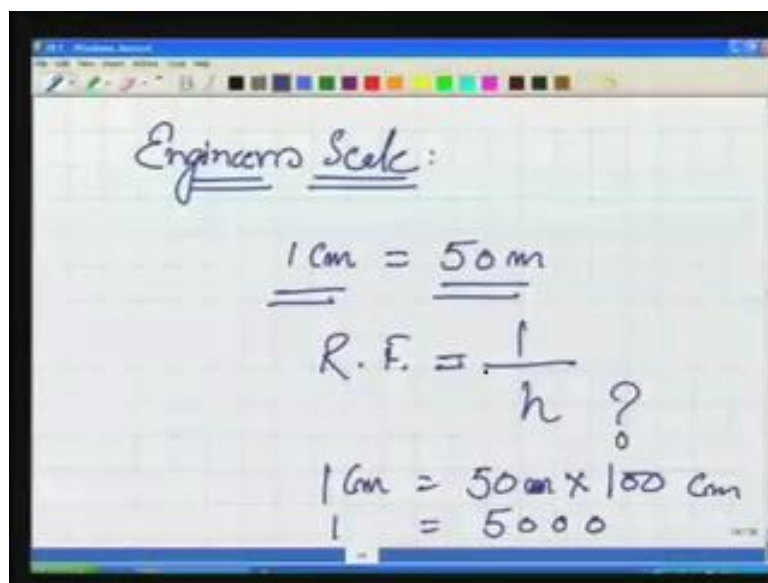 Engineers Scale:
1 Cm = 50 m
R.F. = 1
n ?
1 Cm = 50 m × 100 Cm
1 = 5000